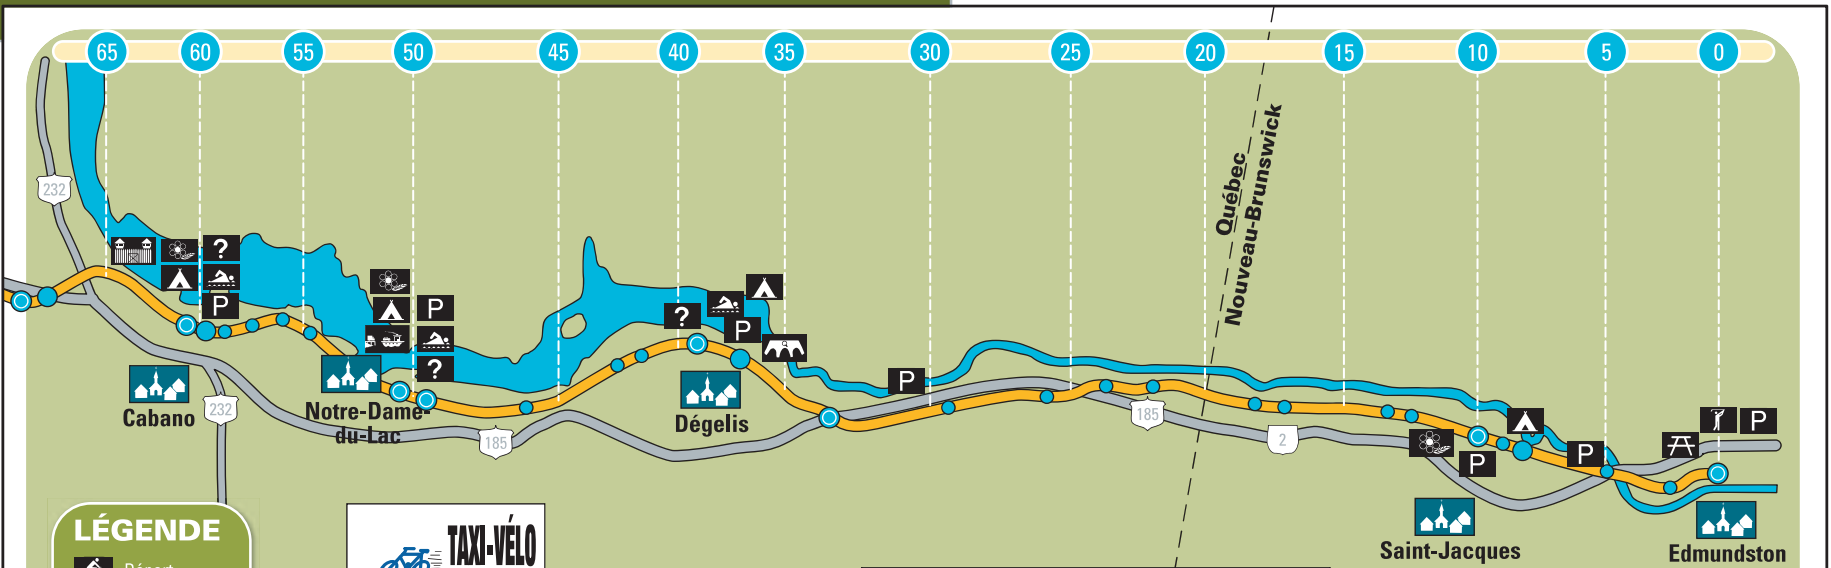 65 60 55 50 45 40 35 30 25 20 15 10 5 0
Québec
Nouveau-Brunswick
232
?
P
P
?
?
P
P
P
P
P
Cabano
232
Notre-Dame-
du-Lac
185
Dégelis
185
2
Saint-Jacques
Edmundston
LÉGENDE
Départ
TAXI-VÉLO